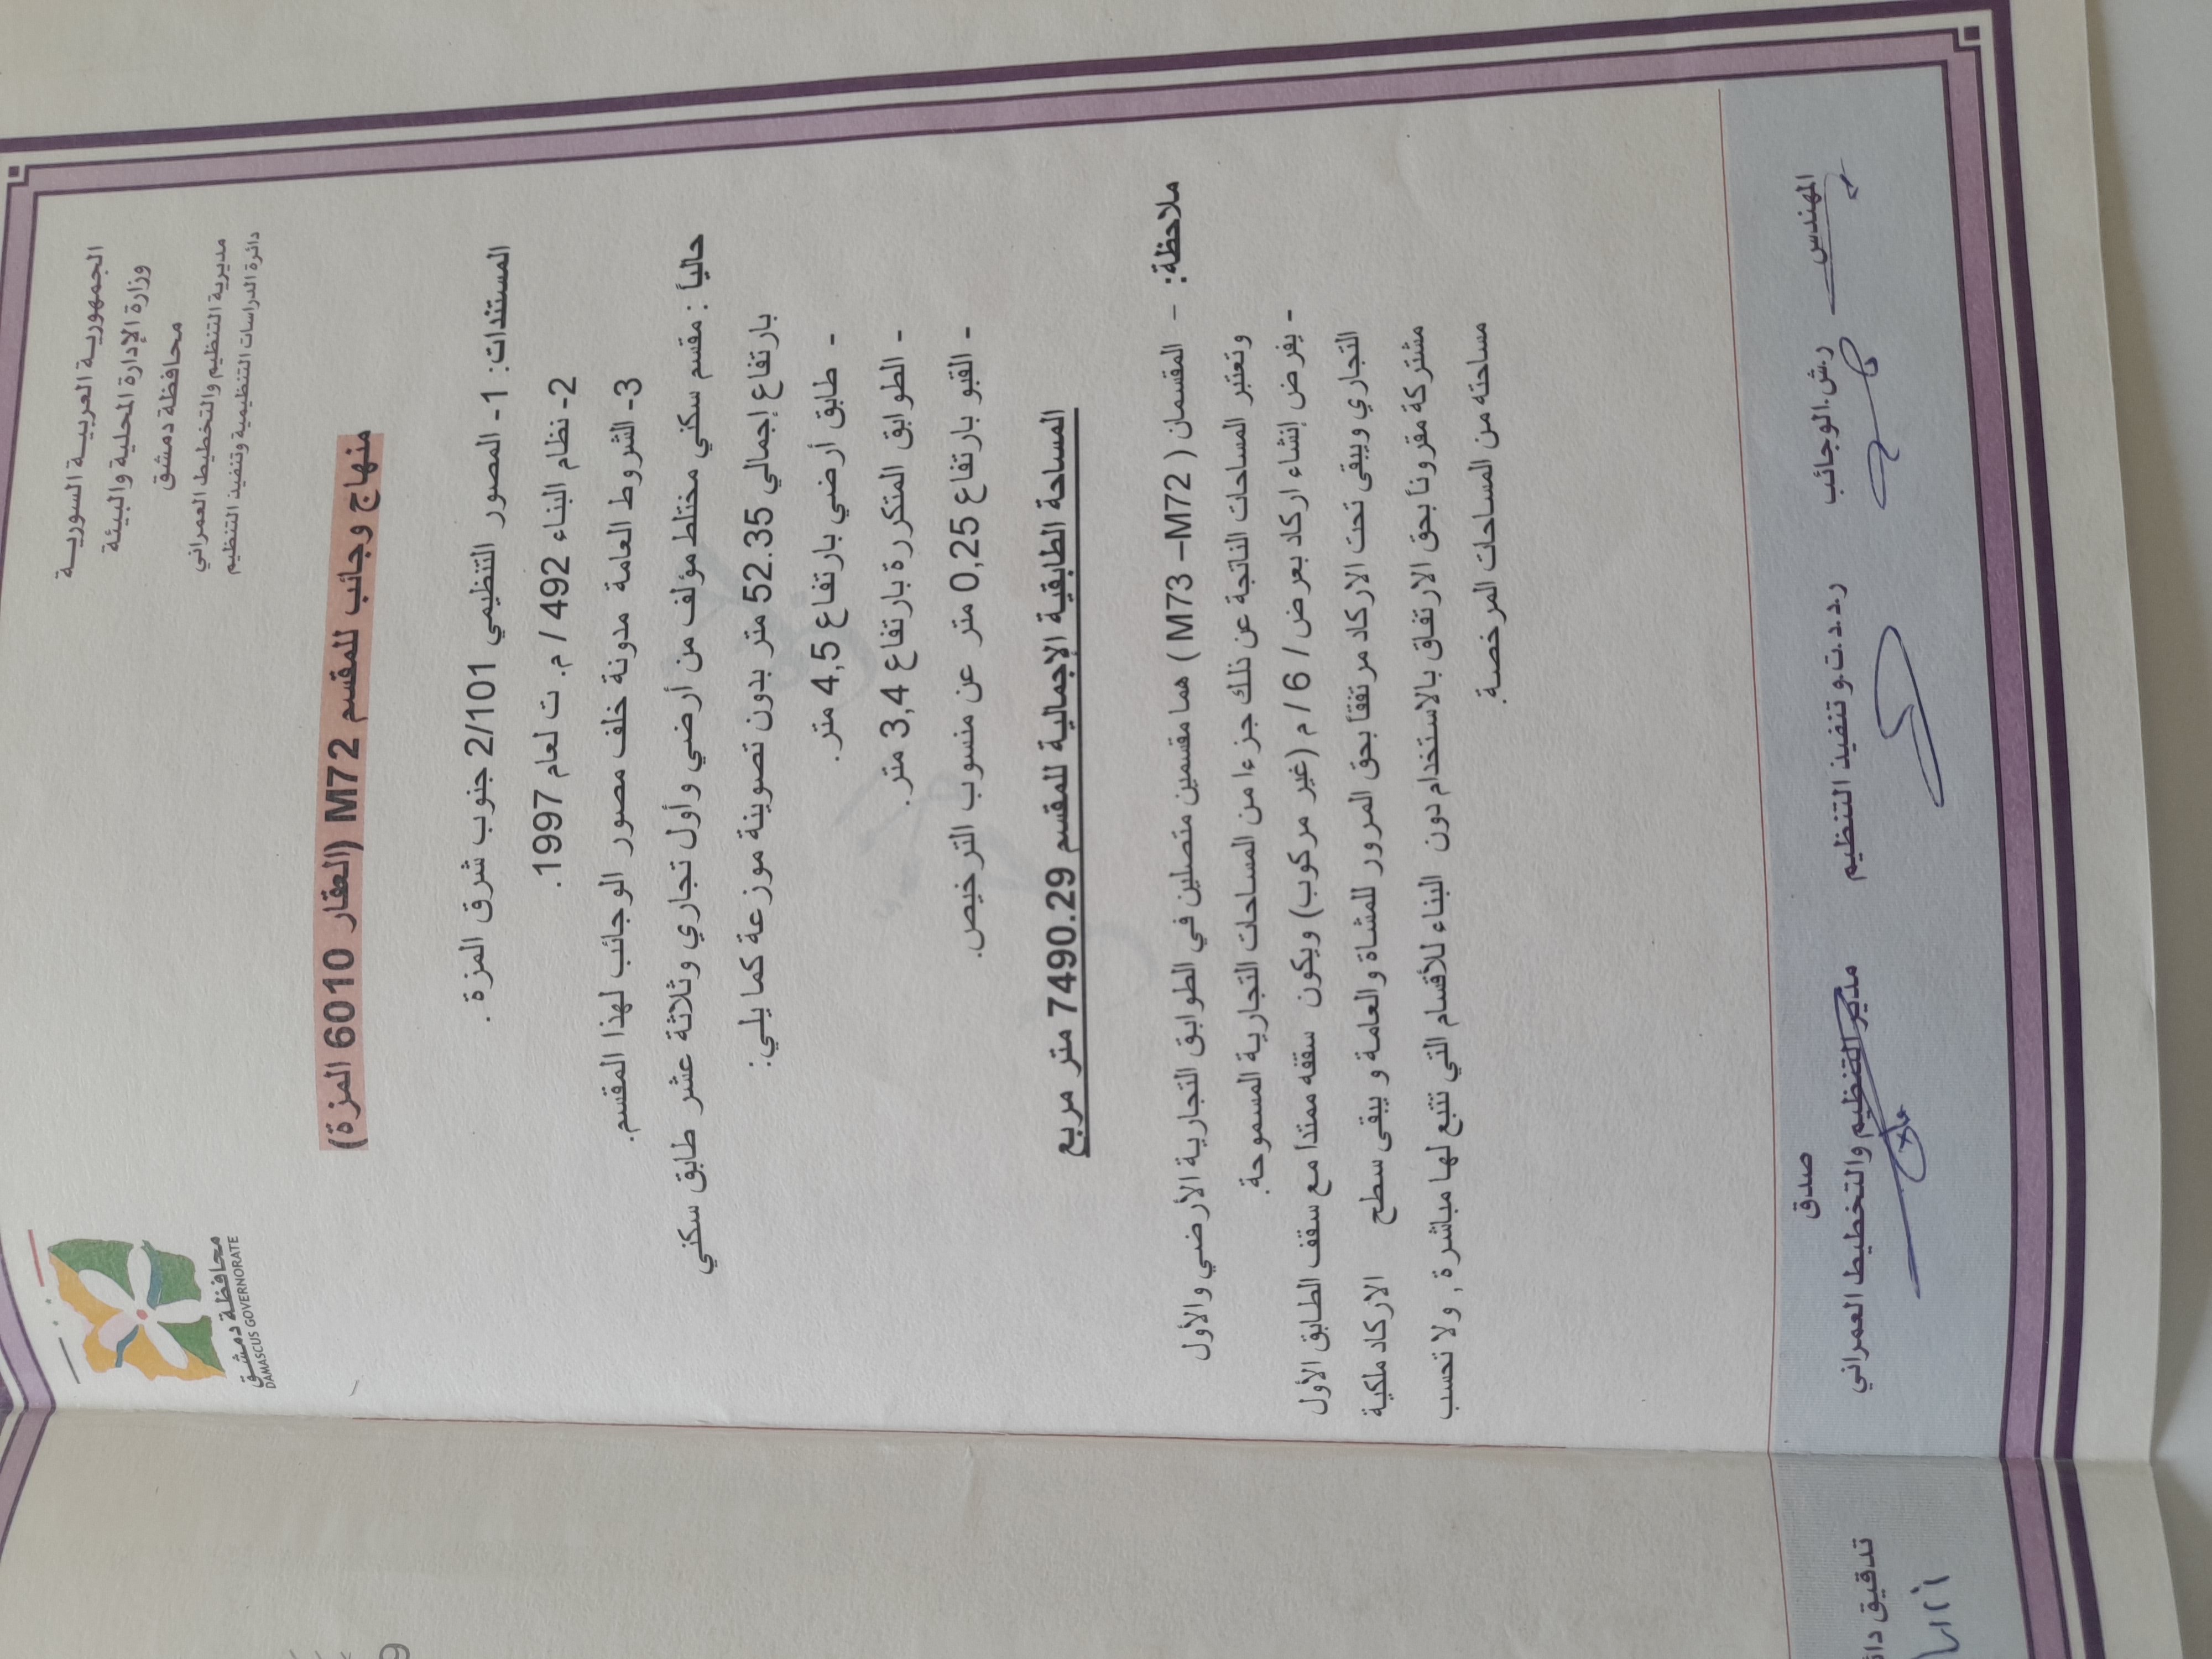 الجمهورية العربية السورية
وزارة الإدارة المحلية والبيئة
محافظة دمشق
مديرية التنظيم والتخطيط العمراني
دائرة الدراسات التنظيمية وتنفيذ التنظيم
محافظة دمشق
DAMASCUS GOVERNORATE
منهاج وجائب للمقسم M72 (العقار 6010 المزة)
المستندات: 1- المصور التنظيمي 2/101 جنوب شرق المزة .
2- نظام البناء 492 / م. ت لعام 1997.
3- الشروط العامة مدونة خلف مصور الوجائب لهذا المقسم.
حالياً : مقسم سكني مختلط مؤلف من أرضي وأول تجاري وثلاثة عشر طابق سكني
بارتفاع إجمالي 52.35 متر بدون تصوينة موزعة كما يلي:
- طابق أرضي بارتفاع 4,5 متر.
- الطوابق المتكررة بارتفاع 3,4 متر.
- القبو بارتفاع 0,25 متر عن منسوب الترخيص.
المساحة الطابقية الإجمالية للمقسم 7490.29 متر مربع
ملاحظة: – المقسمان ( M73 –M72 ) هما مقسمين متصلين في الطوابق التجارية الأرضي والأول
وتعتبر المساحات الناتجة عن ذلك جزءا من المساحات التجارية المسموحة.
- يفرض إنشاء اركاد بعرض / 6 / م (غير مركوب) ويكون سقفه ممتداً مع سقف الطابق الأول
التجاري ويبقى تحت الاركاد مرتفقاً بحق المرور للمشاة والعامة و يبقى سطح الاركاد ملكية
مشتركة مقروناً بحق الارتفاق بالاستخدام دون البناء للأقسام التي تتبع لها مباشرة , ولا تحسب
مساحته من المساحات المرخصة.
المهندس
ر.ش.الوجائب
ر.د.د.ت.و تنفيذ التنظيم
صدق
مدير التنظيم والتخطيط العمراني
تدقيق
9